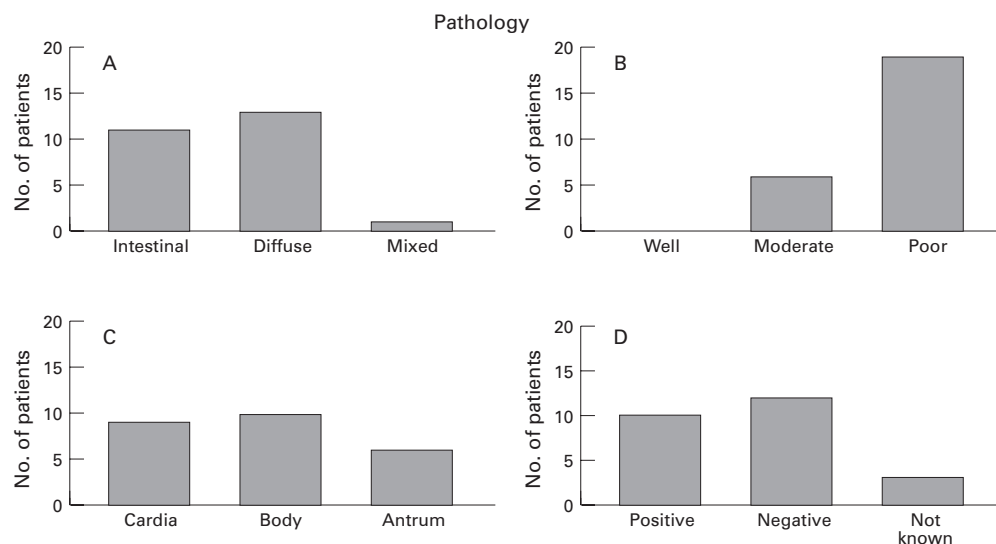 Pathology
A
No. of patients
20
15
10
5
0
Intestinal Diffuse Mixed
B
No. of patients
20
15
10
5
0
Well Moderate Poor
C
No. of patients
20
15
10
5
0
Cardia Body Antrum
D
No. of patients
20
15
10
5
0
Positive Negative Not
known